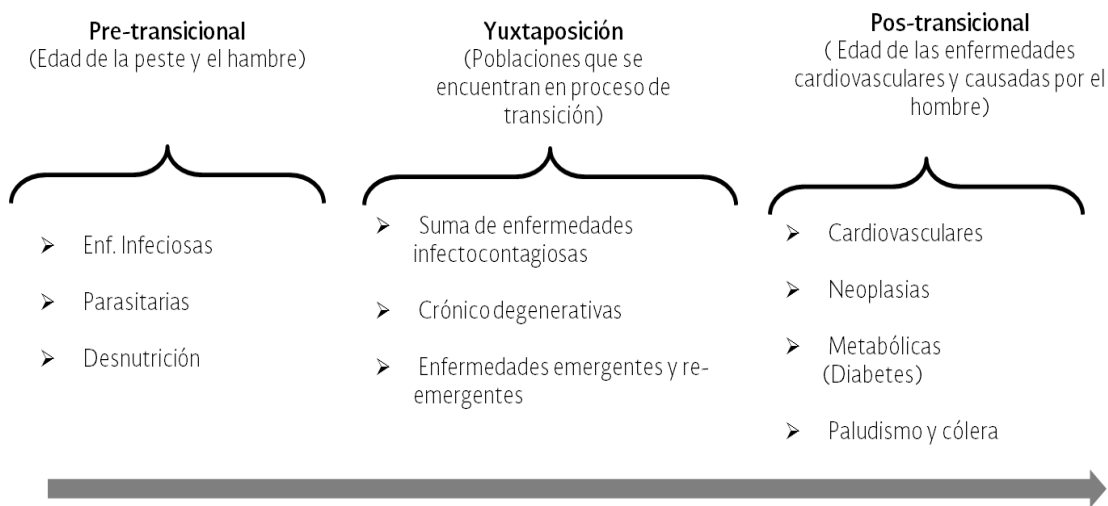 Pre-transicional
(Edad de la peste y el hambre)
Enf. Infeciosas
Parasitarias
Desnutrición
Yuxtaposición
(Poblaciones que se
encuentran en proceso de
transición)
Suma de enfermedades
infectocontagiosas
Crónico degenerativas
Enfermedades emergentes y re-
emergentes
Pos-transicional
( Edad de las enfermedades
cardiovasculares y causadas por el
hombre)
Cardiovasculares
Neoplasias
Metabólicas
(Diabetes)
Paludismo y cólera